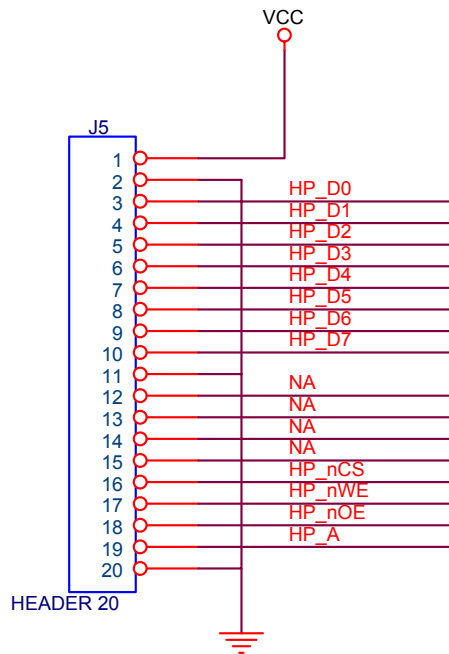 VCC
J5
1
2
3 HP_D0
4 HP_D1
5 HP_D2
6 HP_D3
7 HP_D4
8 HP_D5
9 HP_D6
10 HP_D7
11
12 NA
13 NA
14 NA
15 NA
16 HP_nCS
17 HP_nWE
18 HP_nOE
19 HP_A
20
HEADER 20